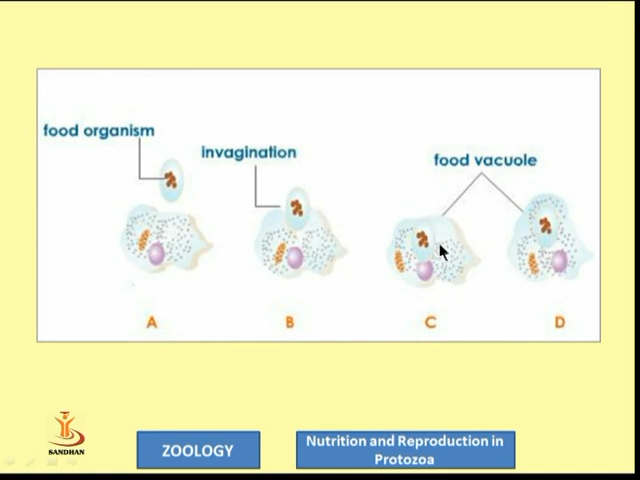 food organism
invagination
food vacuole
A
B
C
D
SANDHAN
ZOOLOGY
Nutrition and Reproduction in
Protozoa